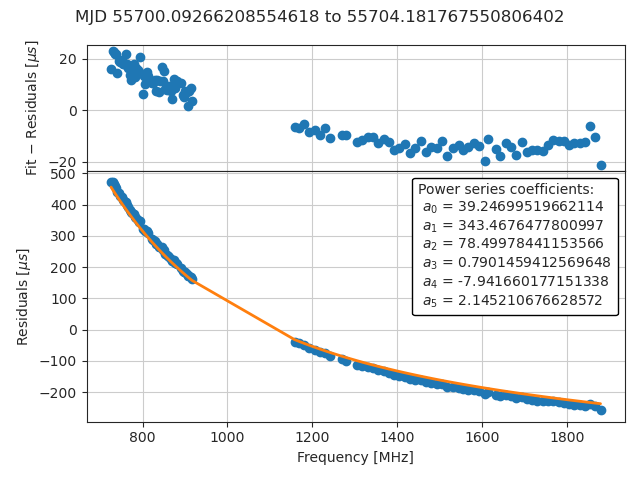 MJD 55700.09266208554618 to 55704.181767550806402
Fit − Residuals [μs]
20
0
−20
Residuals [μs]
500
400
300
200
100
0
−100
−200
Power series coefficients:
a0 = 39.24699519662114
a1 = 343.4676477800997
a2 = 78.49978441153566
a3 = 0.7901459412569648
a4 = -7.941660177151338
a5 = 2.145210676628572
800 1000 1200 1400 1600 1800
Frequency [MHz]